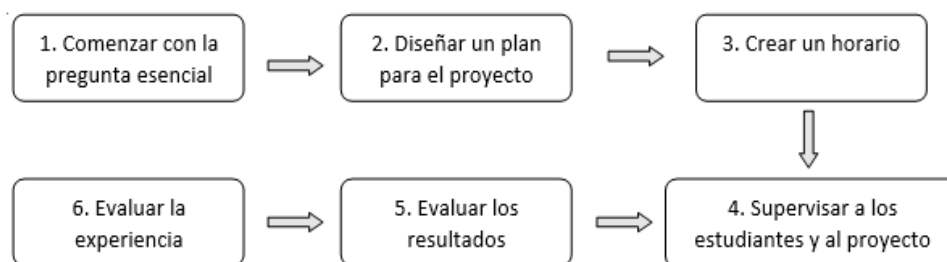 1. Comenzar con la
pregunta esencial
2. Diseñar un plan
para el proyecto
3. Crear un horario
6. Evaluar la
experiencia
5. Evaluar los
resultados
4. Supervisar a los
estudiantes y al proyecto